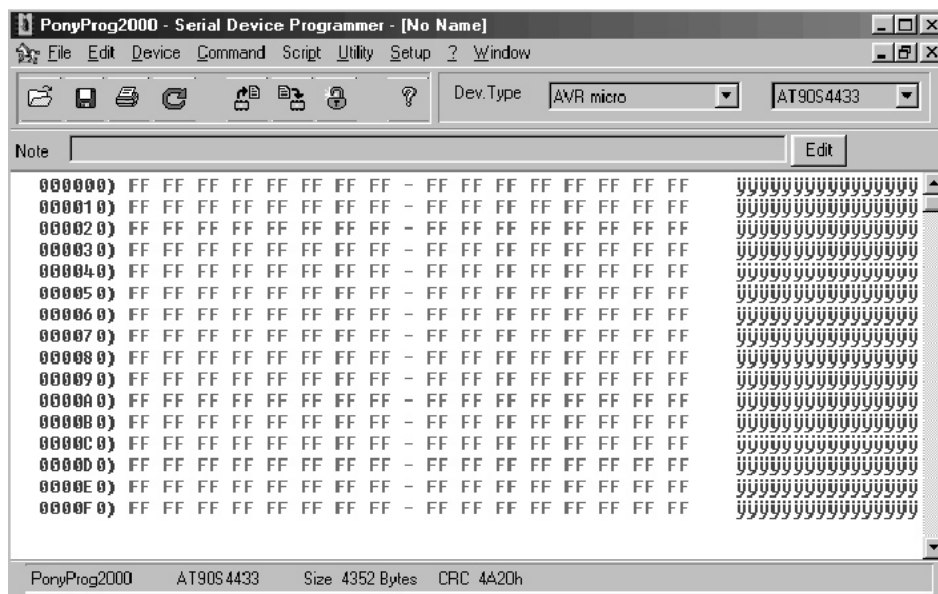 PonyProg2000 - Serial Device Programmer - [No Name]
File Edit Device Command Script Utility Setup ? Window
Dev.Type AVR micro AT90S4433
Note Edit
000000) FF FF FF FF FF FF FF FF - FF FF FF FF FF FF FF FF ÿÿÿÿÿÿÿÿÿÿÿÿÿÿÿÿ
000010) FF FF FF FF FF FF FF FF - FF FF FF FF FF FF FF FF ÿÿÿÿÿÿÿÿÿÿÿÿÿÿÿÿ
000020) FF FF FF FF FF FF FF FF - FF FF FF FF FF FF FF FF ÿÿÿÿÿÿÿÿÿÿÿÿÿÿÿÿ
000030) FF FF FF FF FF FF FF FF - FF FF FF FF FF FF FF FF ÿÿÿÿÿÿÿÿÿÿÿÿÿÿÿÿ
000040) FF FF FF FF FF FF FF FF - FF FF FF FF FF FF FF FF ÿÿÿÿÿÿÿÿÿÿÿÿÿÿÿÿ
000050) FF FF FF FF FF FF FF FF - FF FF FF FF FF FF FF FF ÿÿÿÿÿÿÿÿÿÿÿÿÿÿÿÿ
000060) FF FF FF FF FF FF FF FF - FF FF FF FF FF FF FF FF ÿÿÿÿÿÿÿÿÿÿÿÿÿÿÿÿ
000070) FF FF FF FF FF FF FF FF - FF FF FF FF FF FF FF FF ÿÿÿÿÿÿÿÿÿÿÿÿÿÿÿÿ
000080) FF FF FF FF FF FF FF FF - FF FF FF FF FF FF FF FF ÿÿÿÿÿÿÿÿÿÿÿÿÿÿÿÿ
000090) FF FF FF FF FF FF FF FF - FF FF FF FF FF FF FF FF ÿÿÿÿÿÿÿÿÿÿÿÿÿÿÿÿ
0000A0) FF FF FF FF FF FF FF FF - FF FF FF FF FF FF FF FF ÿÿÿÿÿÿÿÿÿÿÿÿÿÿÿÿ
0000B0) FF FF FF FF FF FF FF FF - FF FF FF FF FF FF FF FF ÿÿÿÿÿÿÿÿÿÿÿÿÿÿÿÿ
0000C0) FF FF FF FF FF FF FF FF - FF FF FF FF FF FF FF FF ÿÿÿÿÿÿÿÿÿÿÿÿÿÿÿÿ
0000D0) FF FF FF FF FF FF FF FF - FF FF FF FF FF FF FF FF ÿÿÿÿÿÿÿÿÿÿÿÿÿÿÿÿ
0000E0) FF FF FF FF FF FF FF FF - FF FF FF FF FF FF FF FF ÿÿÿÿÿÿÿÿÿÿÿÿÿÿÿÿ
0000F0) FF FF FF FF FF FF FF FF - FF FF FF FF FF FF FF FF ÿÿÿÿÿÿÿÿÿÿÿÿÿÿÿÿ
PonyProg2000 AT90S4433 Size 4352 Bytes CRC 4A20h